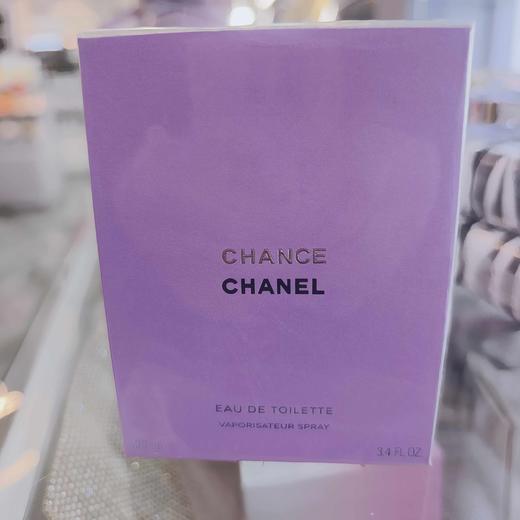 CHANCE
CHANEL
EAU DE TOILETTE
VAPORISATEUR SPRAY
3.4 FL OZ